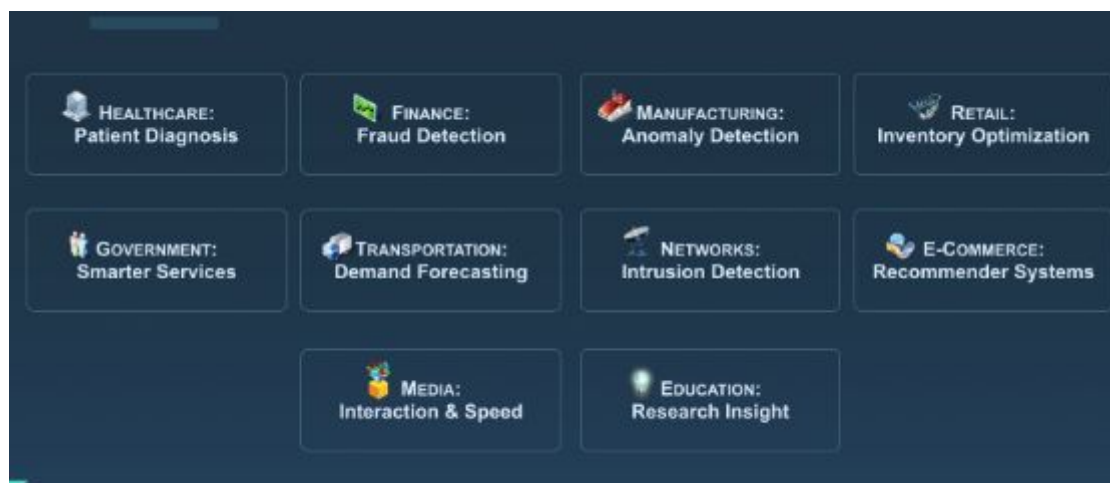 HEALTHCARE:
Patient Diagnosis
FINANCE:
Fraud Detection
MANUFACTURING:
Anomaly Detection
RETAIL:
Inventory Optimization
GOVERNMENT:
Smarter Services
TRANSPORTATION:
Demand Forecasting
NETWORKS:
Intrusion Detection
E-COMMERCE:
Recommender Systems
MEDIA:
Interaction & Speed
EDUCATION:
Research Insight